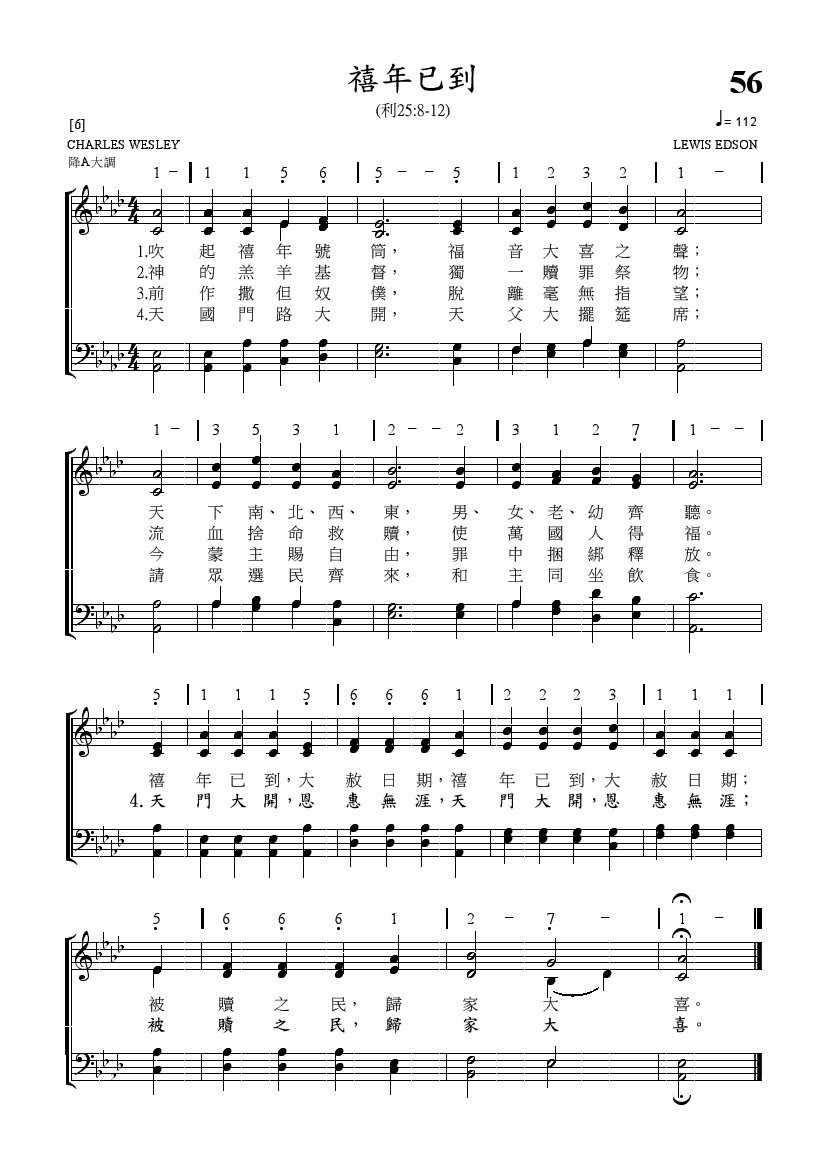 禧年已到
56
(利25:8-12)
[6]
♩= 112
CHARLES WESLEY
LEWIS EDSON
降A大調
1 – | 1 1 5̣ 6̣ | 5̣ – – 5̣ | 1 2 3 2 | 1 – |
4 4
1.吹 起 禧 年 號 筒， 福 音 大 喜 之 聲；
2.神 的 羔 羊 基 督， 獨 一 贖 罪 祭 物；
3.前 作 撒 但 奴 僕， 脫 離 毫 無 指 望；
4.天 國 門 路 大 開， 天 父 大 擺 筵 席；
4 4
1 – | 3 5 3 1 | 2 – – 2 | 3 1 2 7̣ | 1 – – |
天 下 南、北、西、東， 男、女、老、幼 齊 聽。
流 血 捨 命 救 贖， 使 萬 國 人 得 福。
今 蒙 主 賜 自 由， 罪 中 捆 綁 釋 放。
請 眾 選 民 齊 來， 和 主 同 坐 飲 食。
5̣ | 1 1 1 5̣ | 6̣ 6̣ 6̣ 1 | 2 2 2 3 | 1 1 1 |
禧 年 已 到，大 赦 日 期，禧 年 已 到，大 赦 日 期；
4. 天 門 大 開，恩 惠 無 涯，天 門 大 開，恩 惠 無 涯；
5̣ | 6̣ 6̣ 6̣ 1 | 2 – 7̣ – | 1 – ‖
被 贖 之 民，歸 家 大 喜。
被 贖 之 民，歸 家 大 喜。